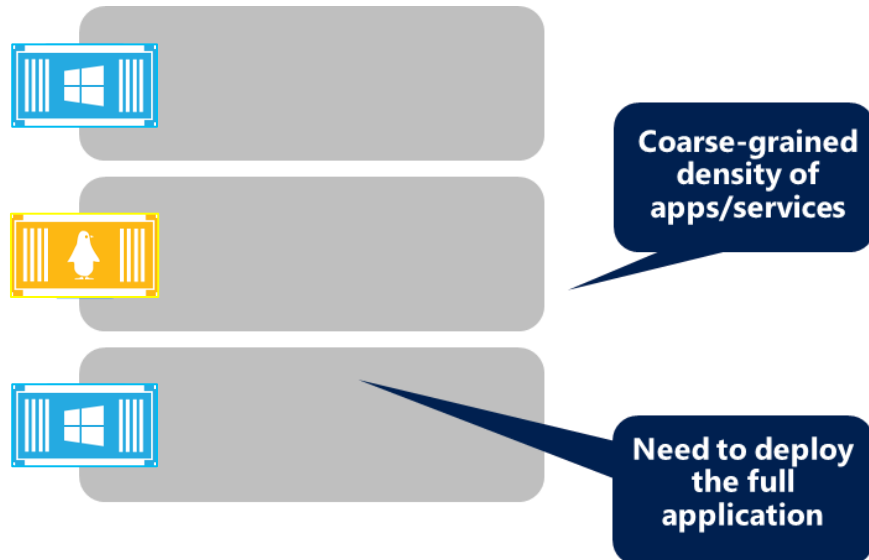 Coarse-grained
density of
apps/services
Need to deploy
the full
application